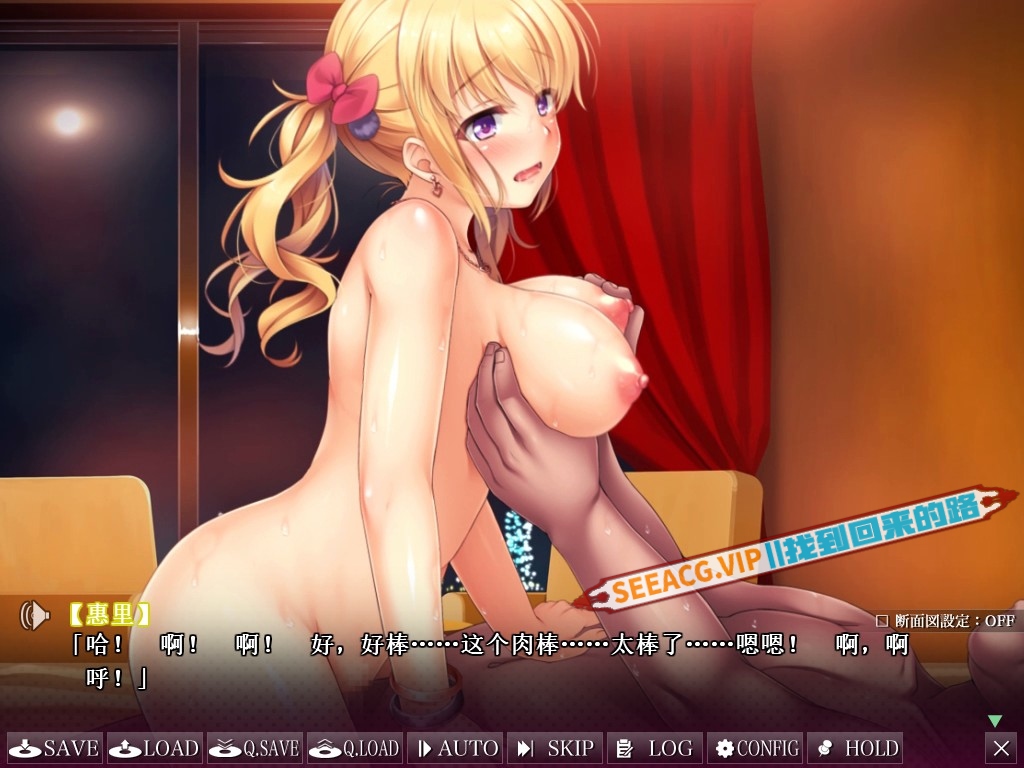 SEEACG.VIP||找到回来的路
□ 断面図設定：OFF
【惠里】
「哈！　啊！　啊！　好，好棒……这个肉棒……太棒了……嗯嗯！　啊，啊
呼！」
SAVE LOAD Q.SAVE Q.LOAD AUTO SKIP LOG CONFIG HOLD